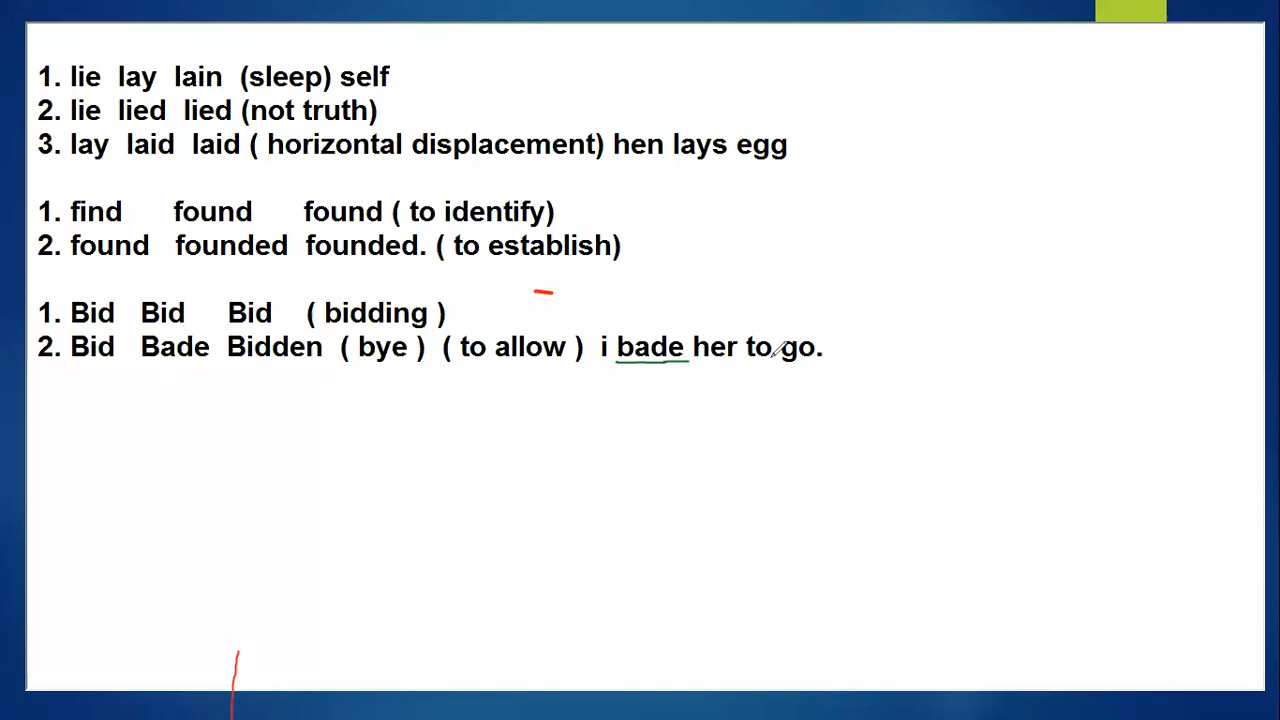 1. lie lay lain (sleep) self
2. lie lied lied (not truth)
3. lay laid laid ( horizontal displacement) hen lays egg
1. find found found ( to identify)
2. found founded founded. ( to establish)
1. Bid Bid Bid ( bidding )
2. Bid Bade Bidden ( bye ) ( to allow ) i bade her to go.